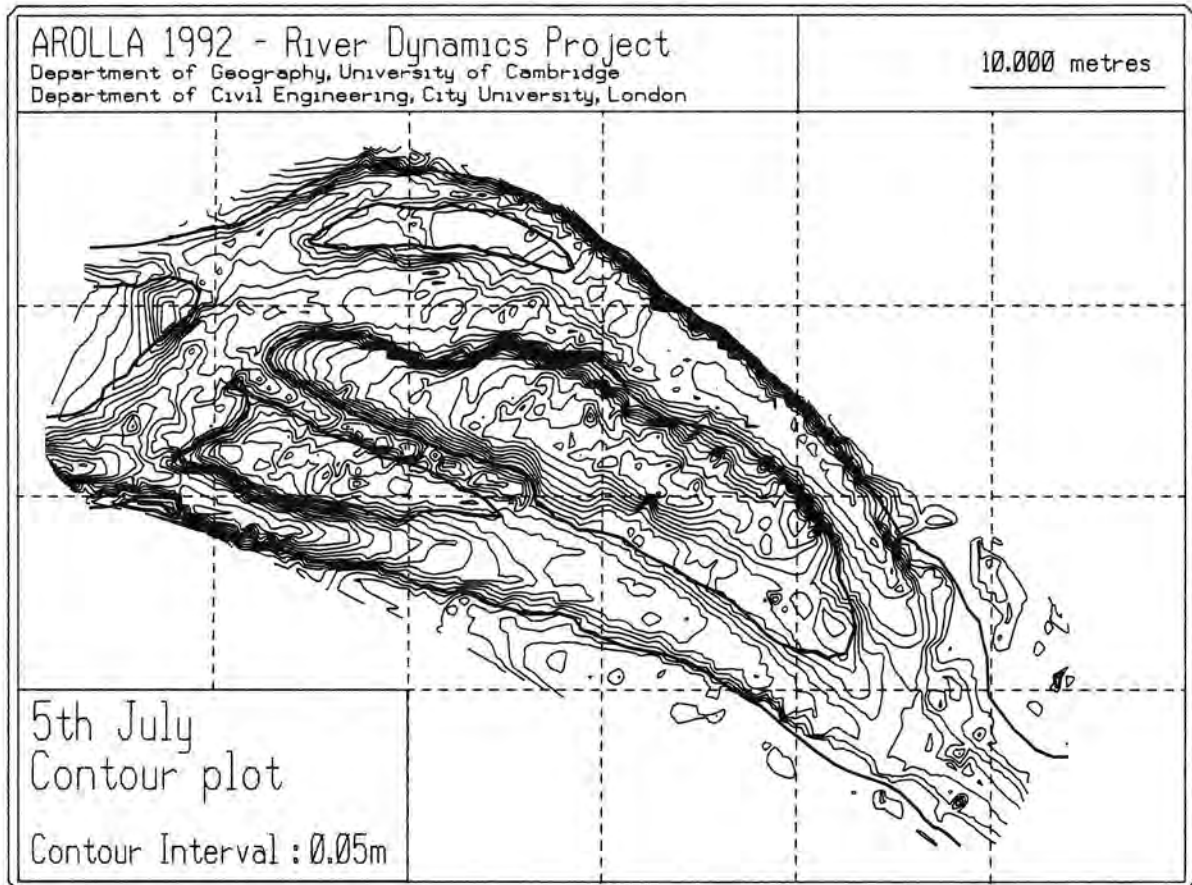 AROLLA 1992 - River Dynamics Project
Department of Geography, University of Cambridge
Department of Civil Engineering, City University, London
10.000 metres
5th July
Contour plot
Contour Interval : 0.05m